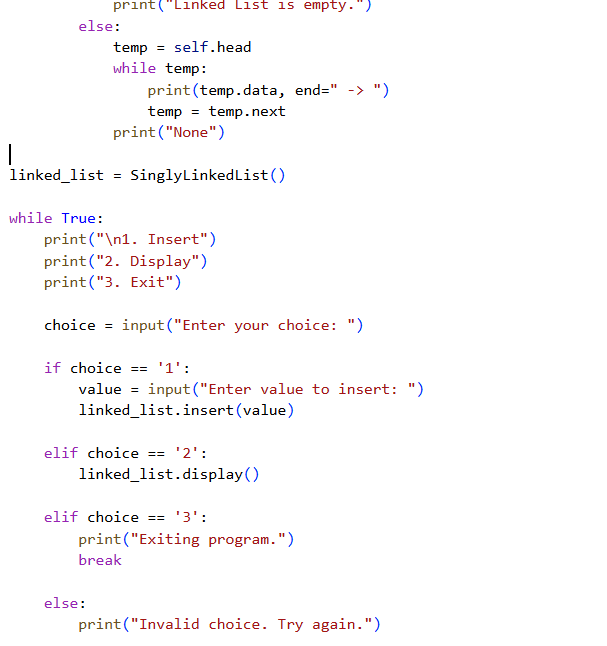 print("Linked List is empty.")
        else:
            temp = self.head
            while temp:
                print(temp.data, end=" -> ")
                temp = temp.next
            print("None")
linked_list = SinglyLinkedList()

while True:
    print("\n1. Insert")
    print("2. Display")
    print("3. Exit")

    choice = input("Enter your choice: ")

    if choice == '1':
        value = input("Enter value to insert: ")
        linked_list.insert(value)

    elif choice == '2':
        linked_list.display()

    elif choice == '3':
        print("Exiting program.")
        break

    else:
        print("Invalid choice. Try again.")